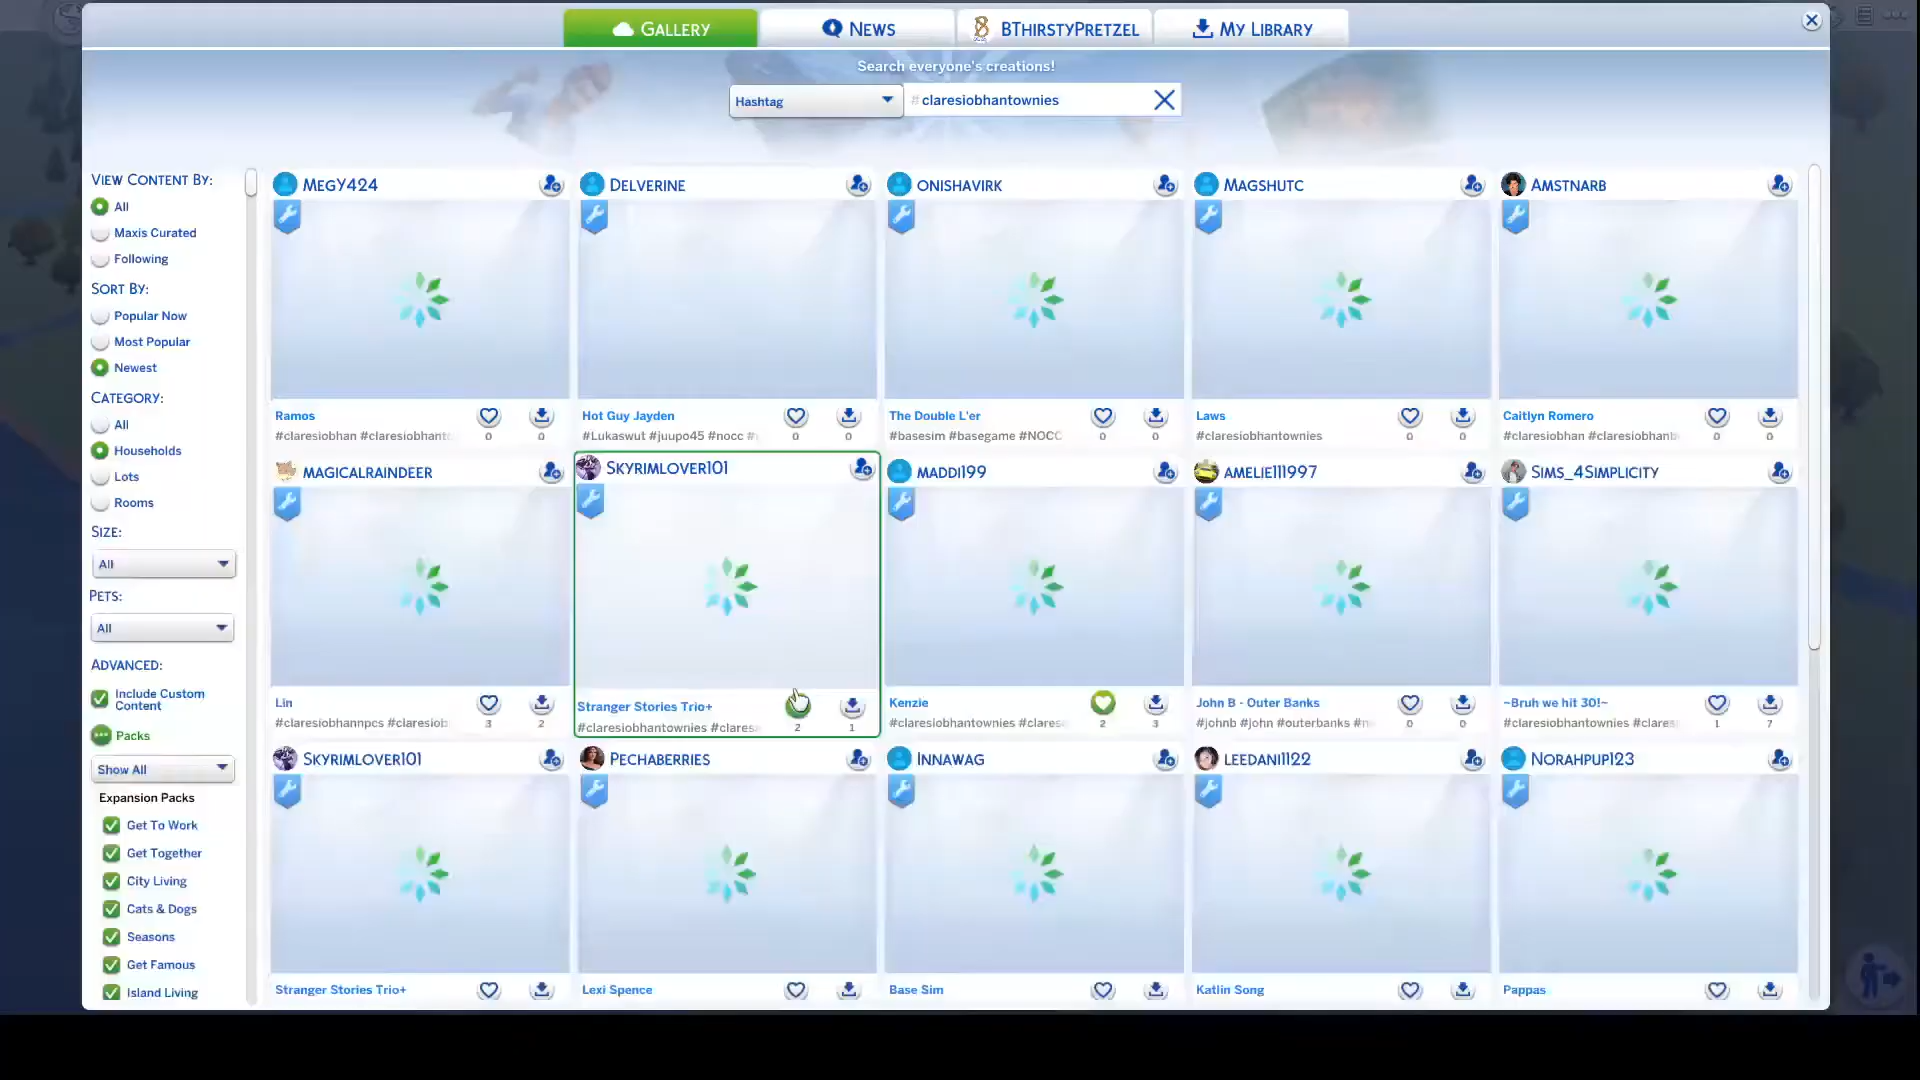 GALLERY
NEWS
BTHIRSTYPRETZEL
MY LIBRARY
Search everyone's creations!
Hashtag
# claresiobhantownies
VIEW CONTENT BY:
All
Maxis Curated
Following
SORT BY:
Popular Now
Most Popular
Newest
CATEGORY:
All
Households
Lots
Rooms
SIZE:
All
PETS:
All
ADVANCED:
Include Custom
Content
Packs
Show All
Expansion Packs
Get To Work
Get Together
City Living
Cats & Dogs
Seasons
Get Famous
Island Living
MEGY424
DELVERINE
ONISHAVIRK
MAGSHUTC
AMSTNARB
Ramos
0
0
#claresiobhan #claresiobhant
Hot Guy Jayden
0
0
#Lukaswut #juupo45 #nocc #
The Double L'er
0
0
#basesim #basegame #NOCC
Laws
0
0
#claresiobhantownies
Caitlyn Romero
0
0
#claresiobhan #claresiobhan
MAGICALRAINDEER
SKYRIMLOVER101
MADDI199
AMELIE111997
SIMS_4SIMPLICITY
Lin
3
2
#claresiobhannpcs #claresiob
Stranger Stories Trio+
2
1
#claresiobhantownies #claresi
Kenzie
2
3
#claresiobhantownies #clares
John B - Outer Banks
0
0
#johnb #john #outerbanks #n
~Bruh we hit 30!~
1
7
#claresiobhantownies #clares
SKYRIMLOVER101
PECHABERRIES
INNAWAG
LEEDANI1122
NORAHPUP123
Stranger Stories Trio+
Lexi Spence
Base Sim
Katlin Song
Pappas